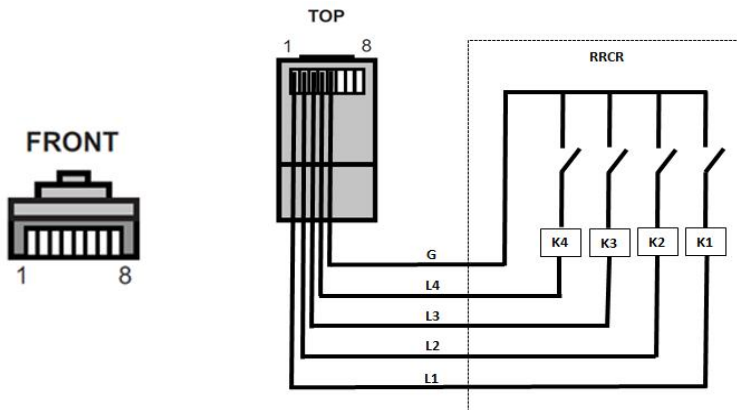 TOP
1 8
RRCR
FRONT
1 8
K4 K3 K2 K1
G
L4
L3
L2
L1